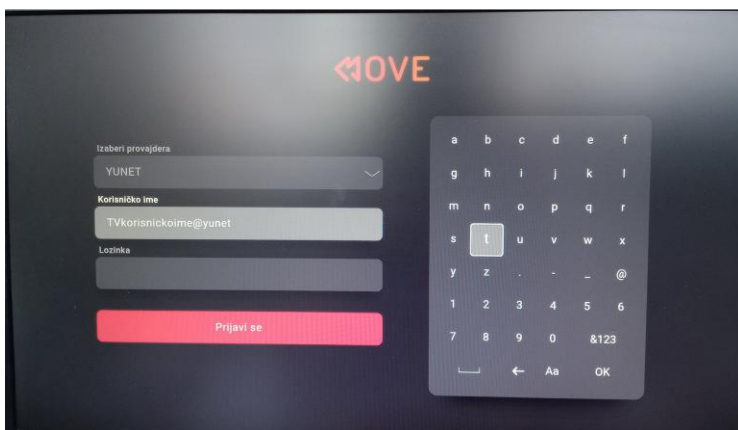 MOVE
Izaberi provajdera
YUNET
Korisničko ime
TVkorisnickoime@yunet
Lozinka
Prijavi se
a b c d e f
g h i j k l
m n o p q r
s t u v w x
y z . - _ @
1 2 3 4 5 6
7 8 9 0 &123
Aa OK